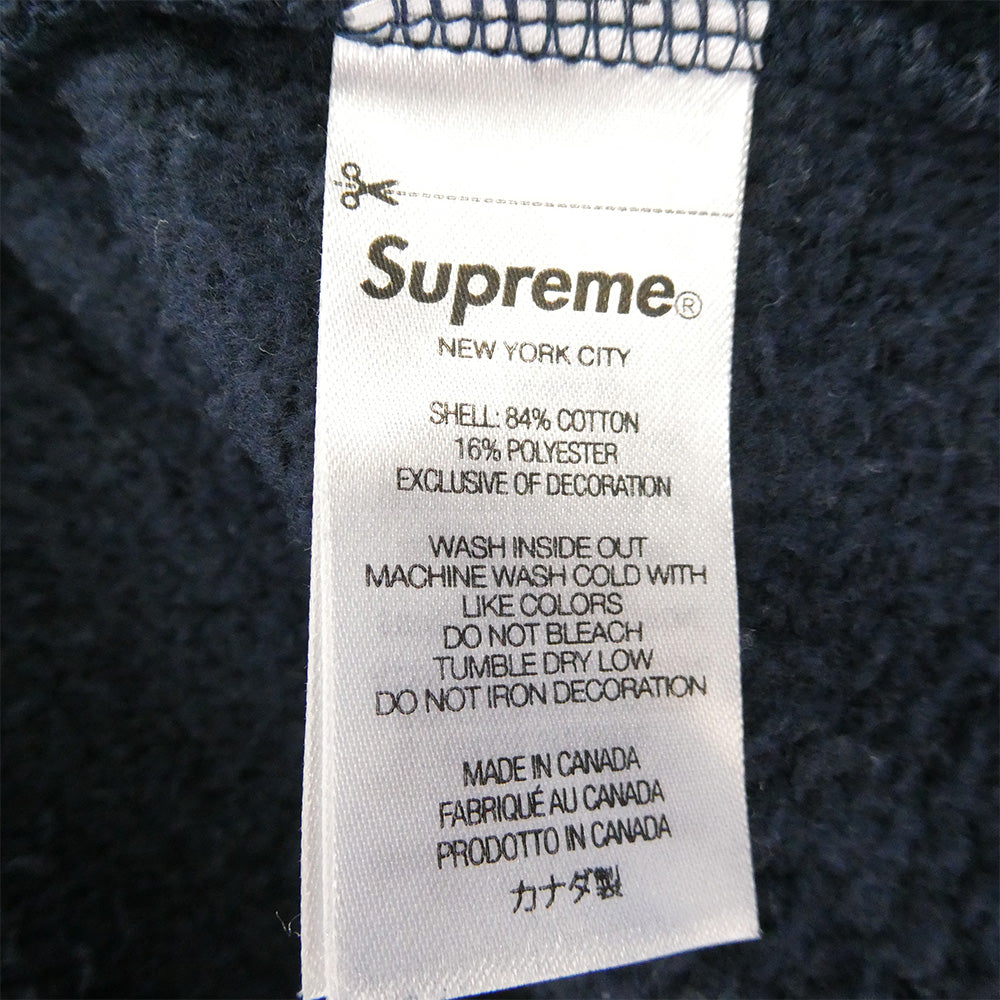 Supreme®
NEW YORK CITY
SHELL: 84% COTTON
16% POLYESTER
EXCLUSIVE OF DECORATION
WASH INSIDE OUT
MACHINE WASH COLD WITH
LIKE COLORS
DO NOT BLEACH
TUMBLE DRY LOW
DO NOT IRON DECORATION
MADE IN CANADA
FABRIQUÉ AU CANADA
PRODOTTO IN CANADA
カナダ製